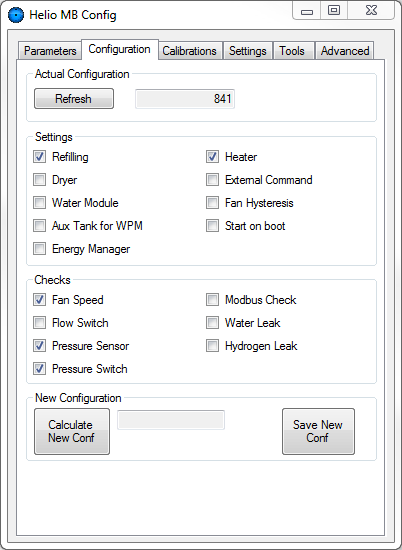 Helio MB Config
Parameters Configuration Calibrations Settings Tools Advanced
Actual Configuration
Refresh 841
Settings
Refilling Heater
Dryer External Command
Water Module Fan Hysteresis
Aux Tank for WPM Start on boot
Energy Manager
Checks
Fan Speed Modbus Check
Flow Switch Water Leak
Pressure Sensor Hydrogen Leak
Pressure Switch
New Configuration
Calculate
New Conf
Save New
Conf